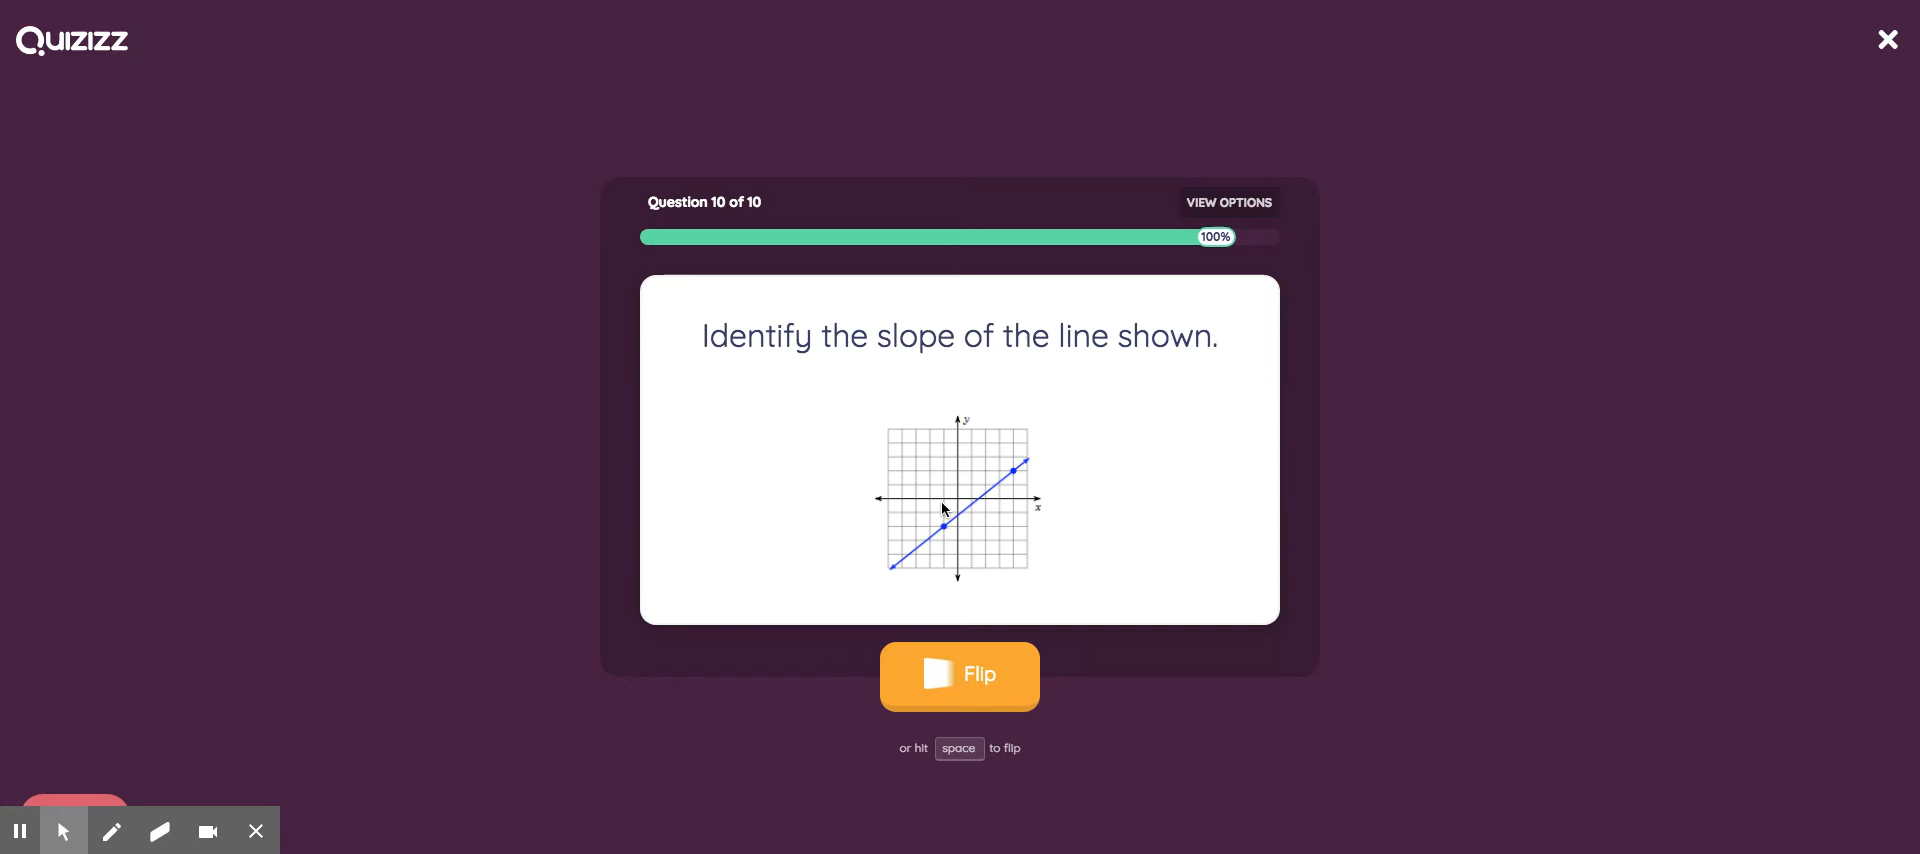 Quizizz
Question 10 of 10
VIEW OPTIONS
100%
Identify the slope of the line shown.
y
x
Flip
or hit space to flip